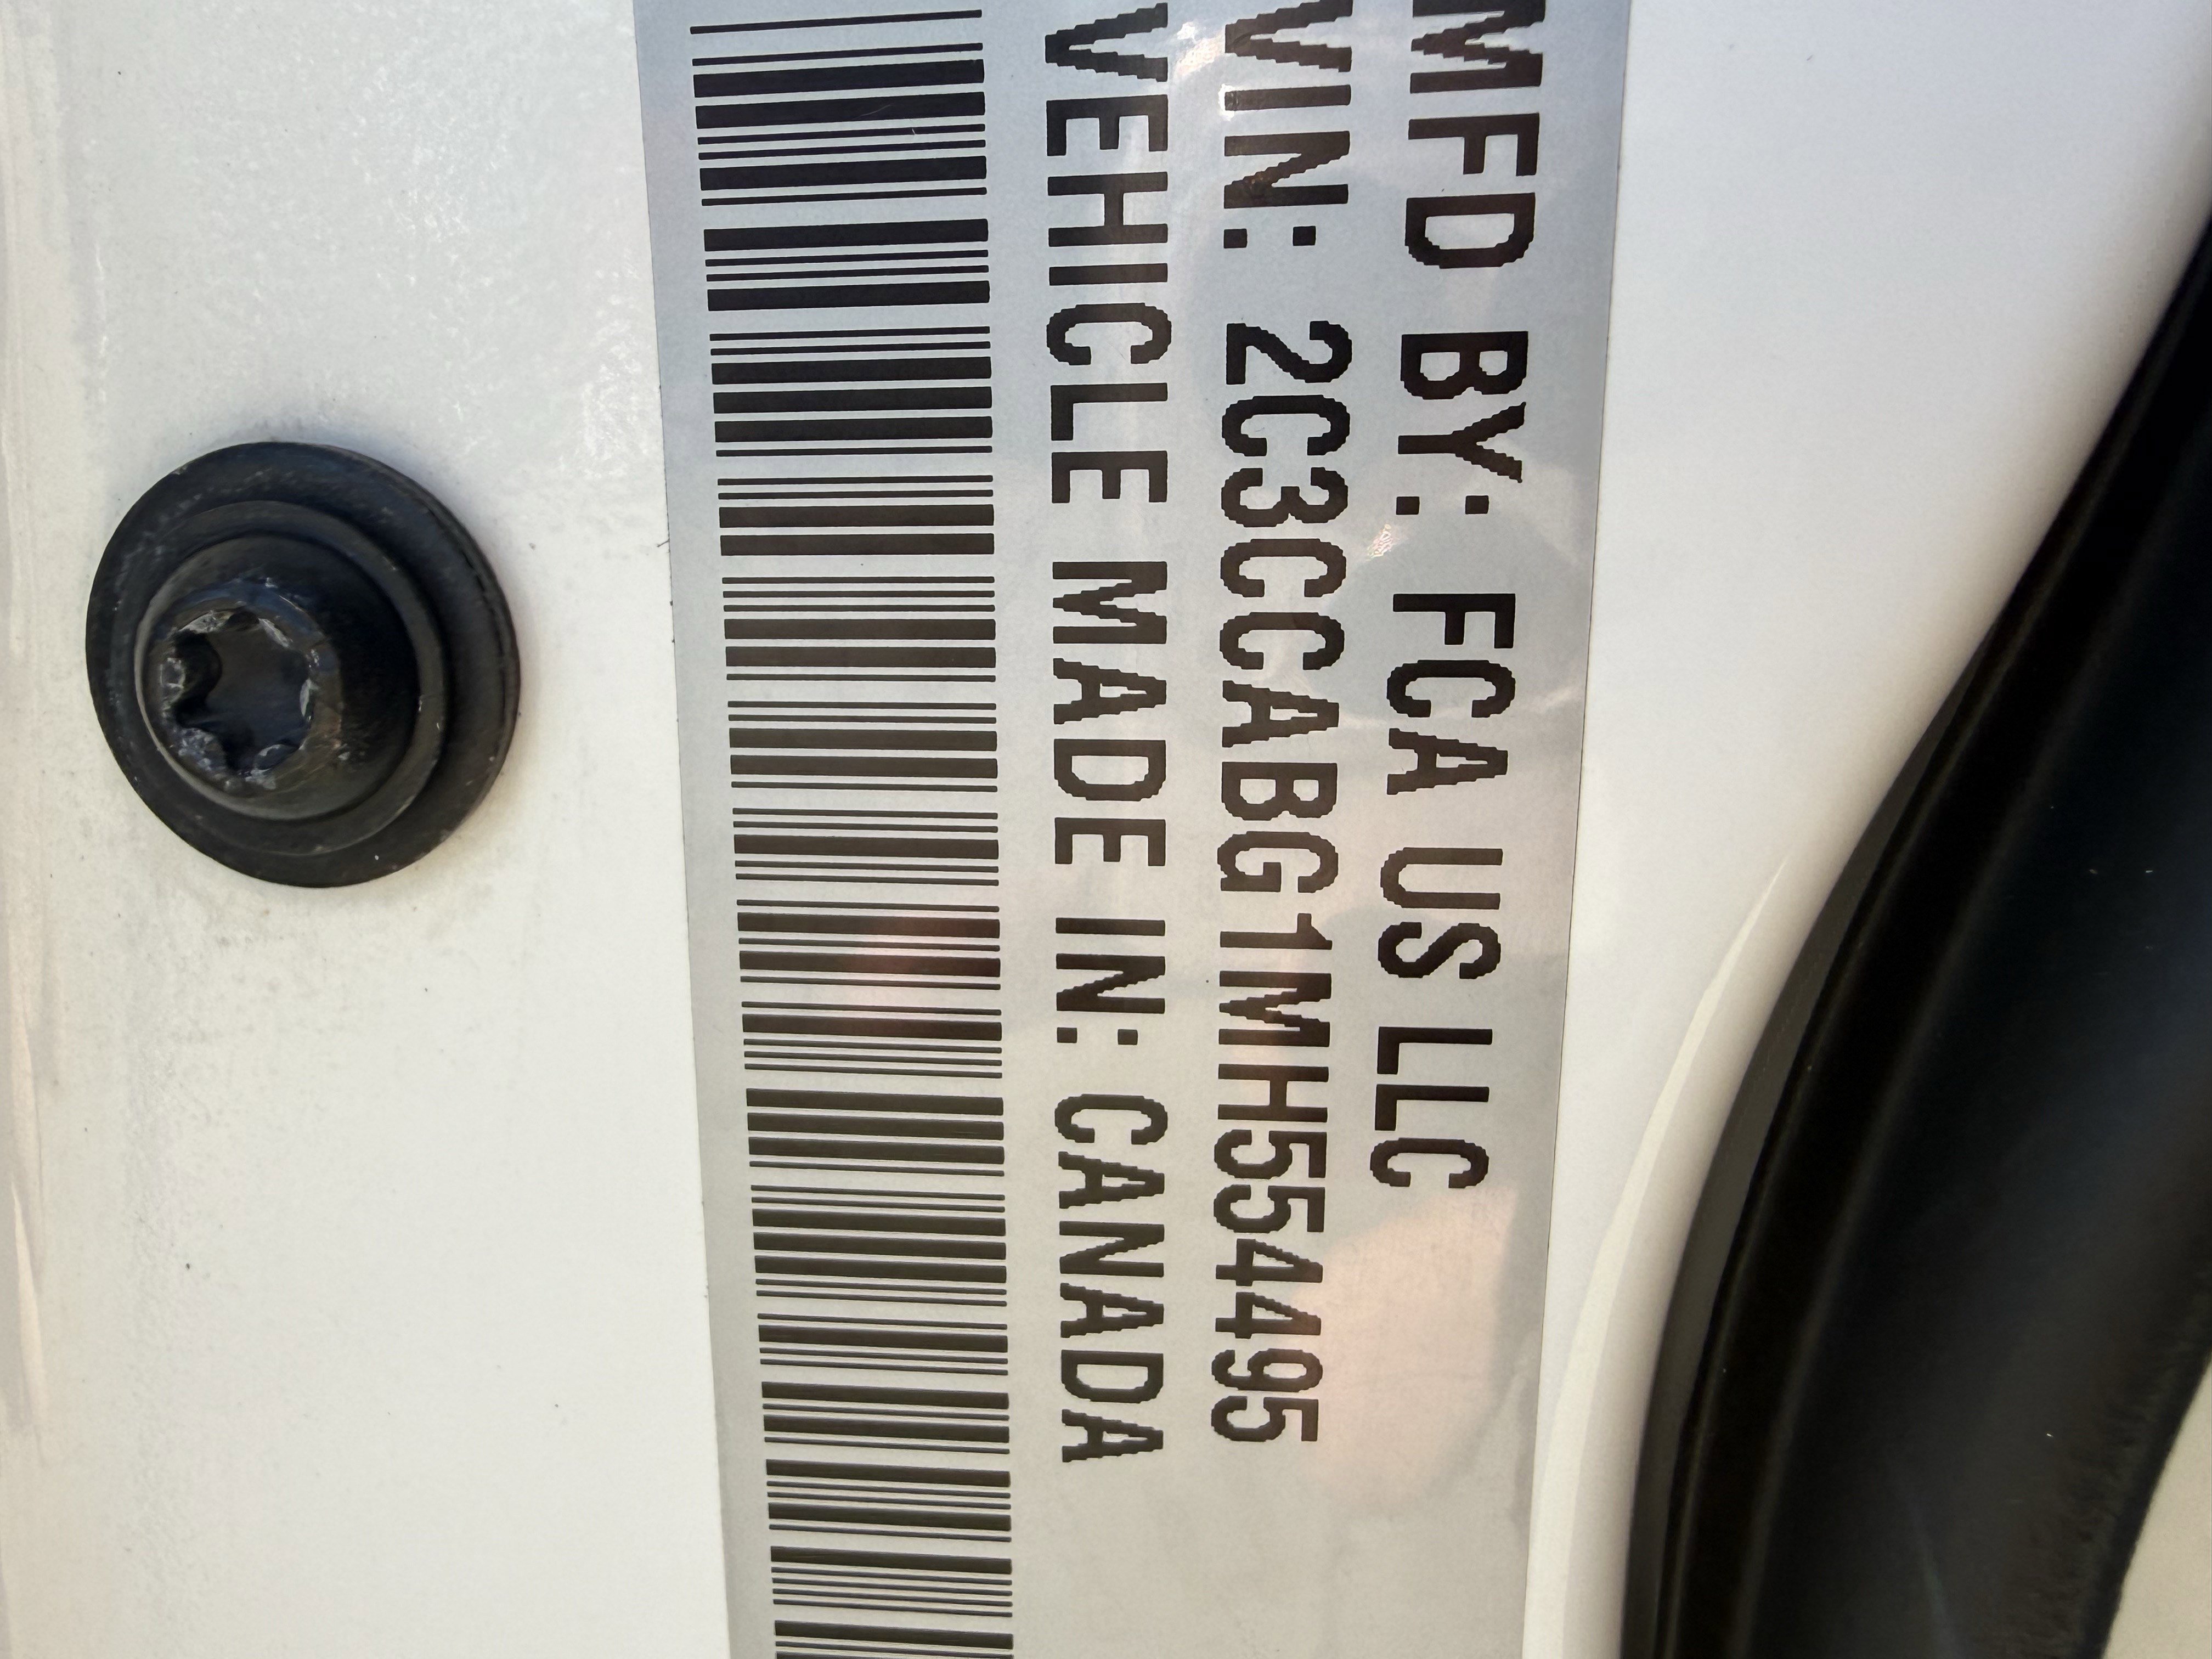 MFD BY: FCA US LLC
VIN: 2C3CCABG1MH554495
VEHICLE MADE IN: CANADA